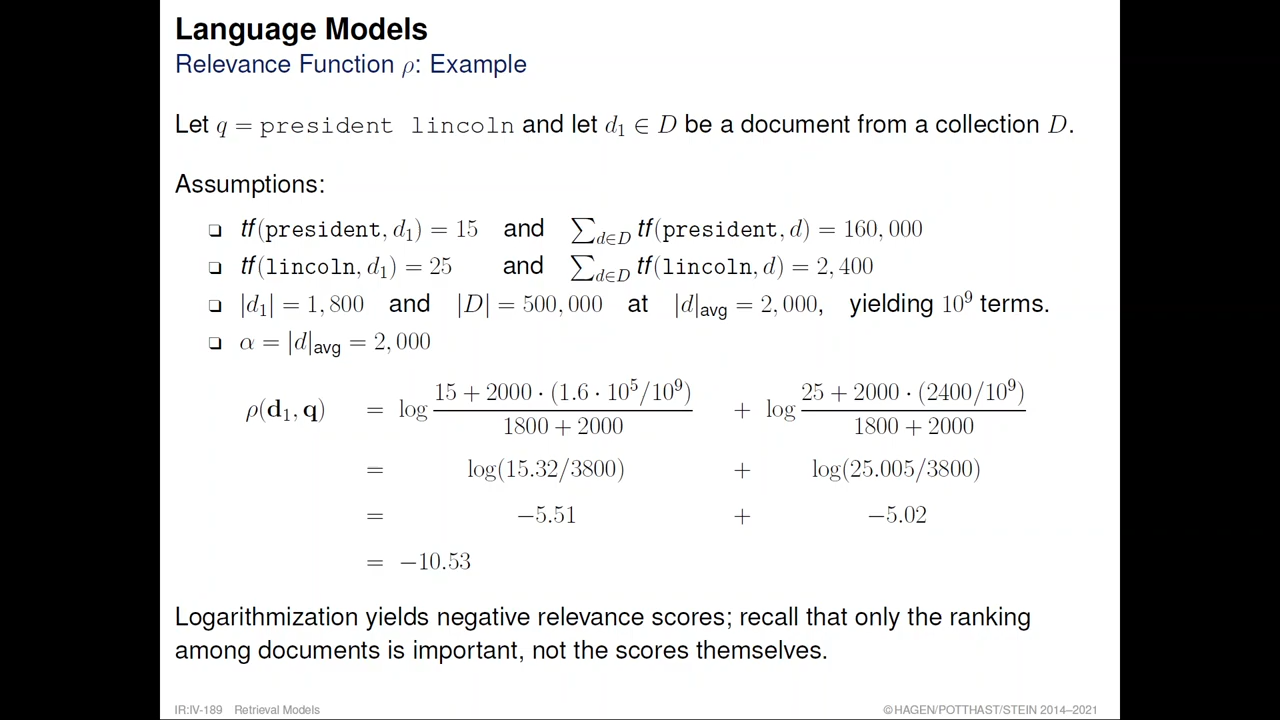 Language Models
Relevance Function ρ: Example
Let q = president lincoln and let d₁ ∈ D be a document from a collection D.
Assumptions:
❏ tf(president, d₁) = 15 and ∑_{d∈D} tf(president, d) = 160, 000
❏ tf(lincoln, d₁) = 25 and ∑_{d∈D} tf(lincoln, d) = 2, 400
❏ |d₁| = 1, 800 and |D| = 500, 000 at |d|_avg = 2, 000, yielding 10⁹ terms.
❏ α = |d|_avg = 2, 000
ρ(d₁, q) = log (15 + 2000 · (1.6 · 10⁵/10⁹)) / (1800 + 2000) + log (25 + 2000 · (2400/10⁹)) / (1800 + 2000)
= log(15.32/3800) + log(25.005/3800)
= −5.51 + −5.02
= −10.53
Logarithmization yields negative relevance scores; recall that only the ranking
among documents is important, not the scores themselves.
IR:IV-189 Retrieval Models
©HAGEN/POTTHAST/STEIN 2014–2021